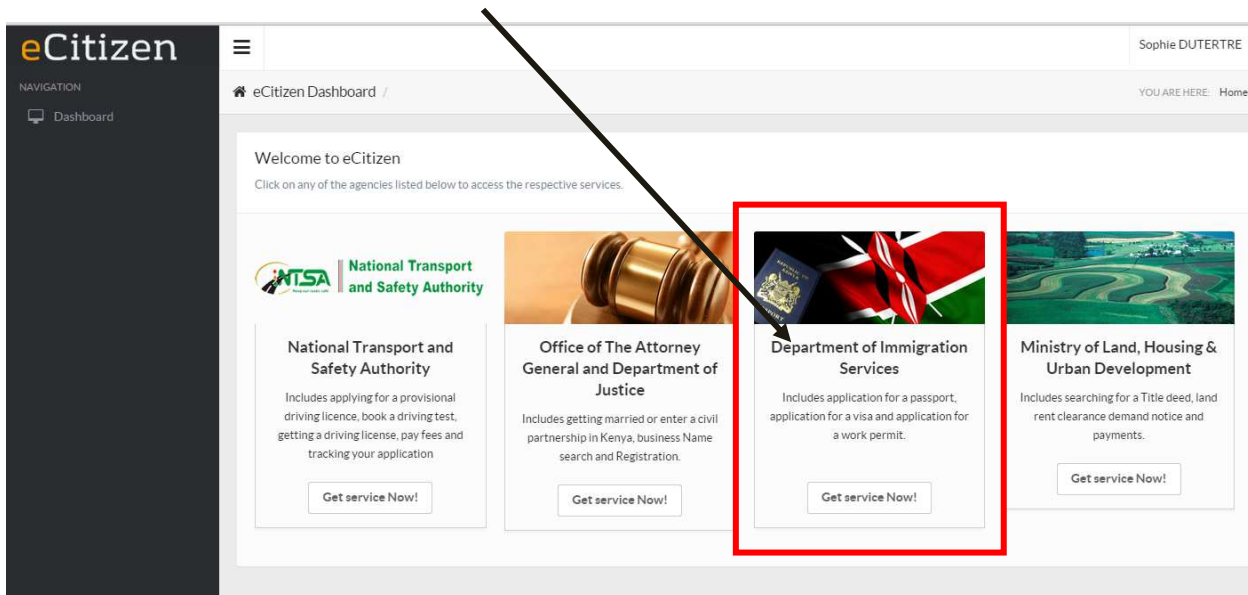 eCitizen
Sophie DUTERTRE
NAVIGATION
eCitizen Dashboard /
YOU ARE HERE: Home
Dashboard
Welcome to eCitizen
Click on any of the agencies listed below to access the respective services.
NTSA
National Transport
and Safety Authority
National Transport and
Safety Authority
Includes applying for a provisional
driving licence, book a driving test,
getting a driving license, pay fees and
tracking your application
Get service Now!
Office of The Attorney
General and Department of
Justice
Includes getting married or enter a civil
partnership in Kenya, business Name
search and Registration.
Get service Now!
REPUBLIC OF
KENYA
PASSPORT
Department of Immigration
Services
Includes application for a passport,
application for a visa and application for
a work permit.
Get service Now!
Ministry of Land, Housing &
Urban Development
Includes searching for a Title deed, land
rent clearance demand notice and
payments.
Get service Now!